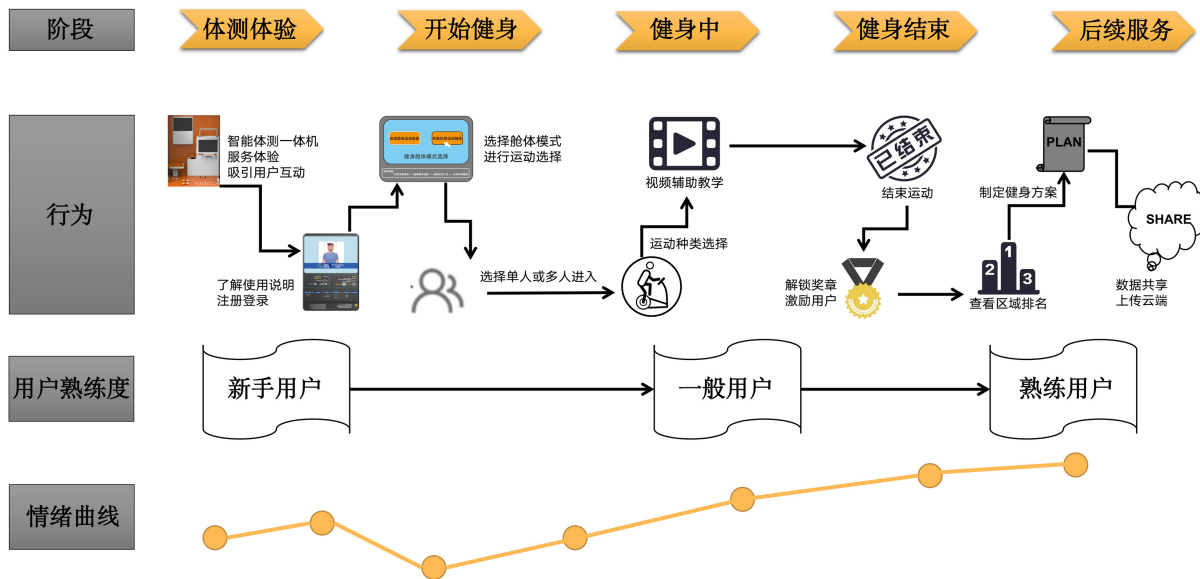 阶段
体测体验
开始健身
健身中
健身结束
后续服务
行为
智能体测一体机
服务体验
吸引用户互动
了解使用说明
注册登录
健身舱体模式选择
选择舱体模式
进行运动选择
选择单人或多人进入
视频辅助教学
运动种类选择
已结束
结束运动
解锁奖章
激励用户
1
2
3
查看区域排名
制定健身方案
PLAN
SHARE
数据共享
上传云端
用户熟练度
新手用户
一般用户
熟练用户
情绪曲线